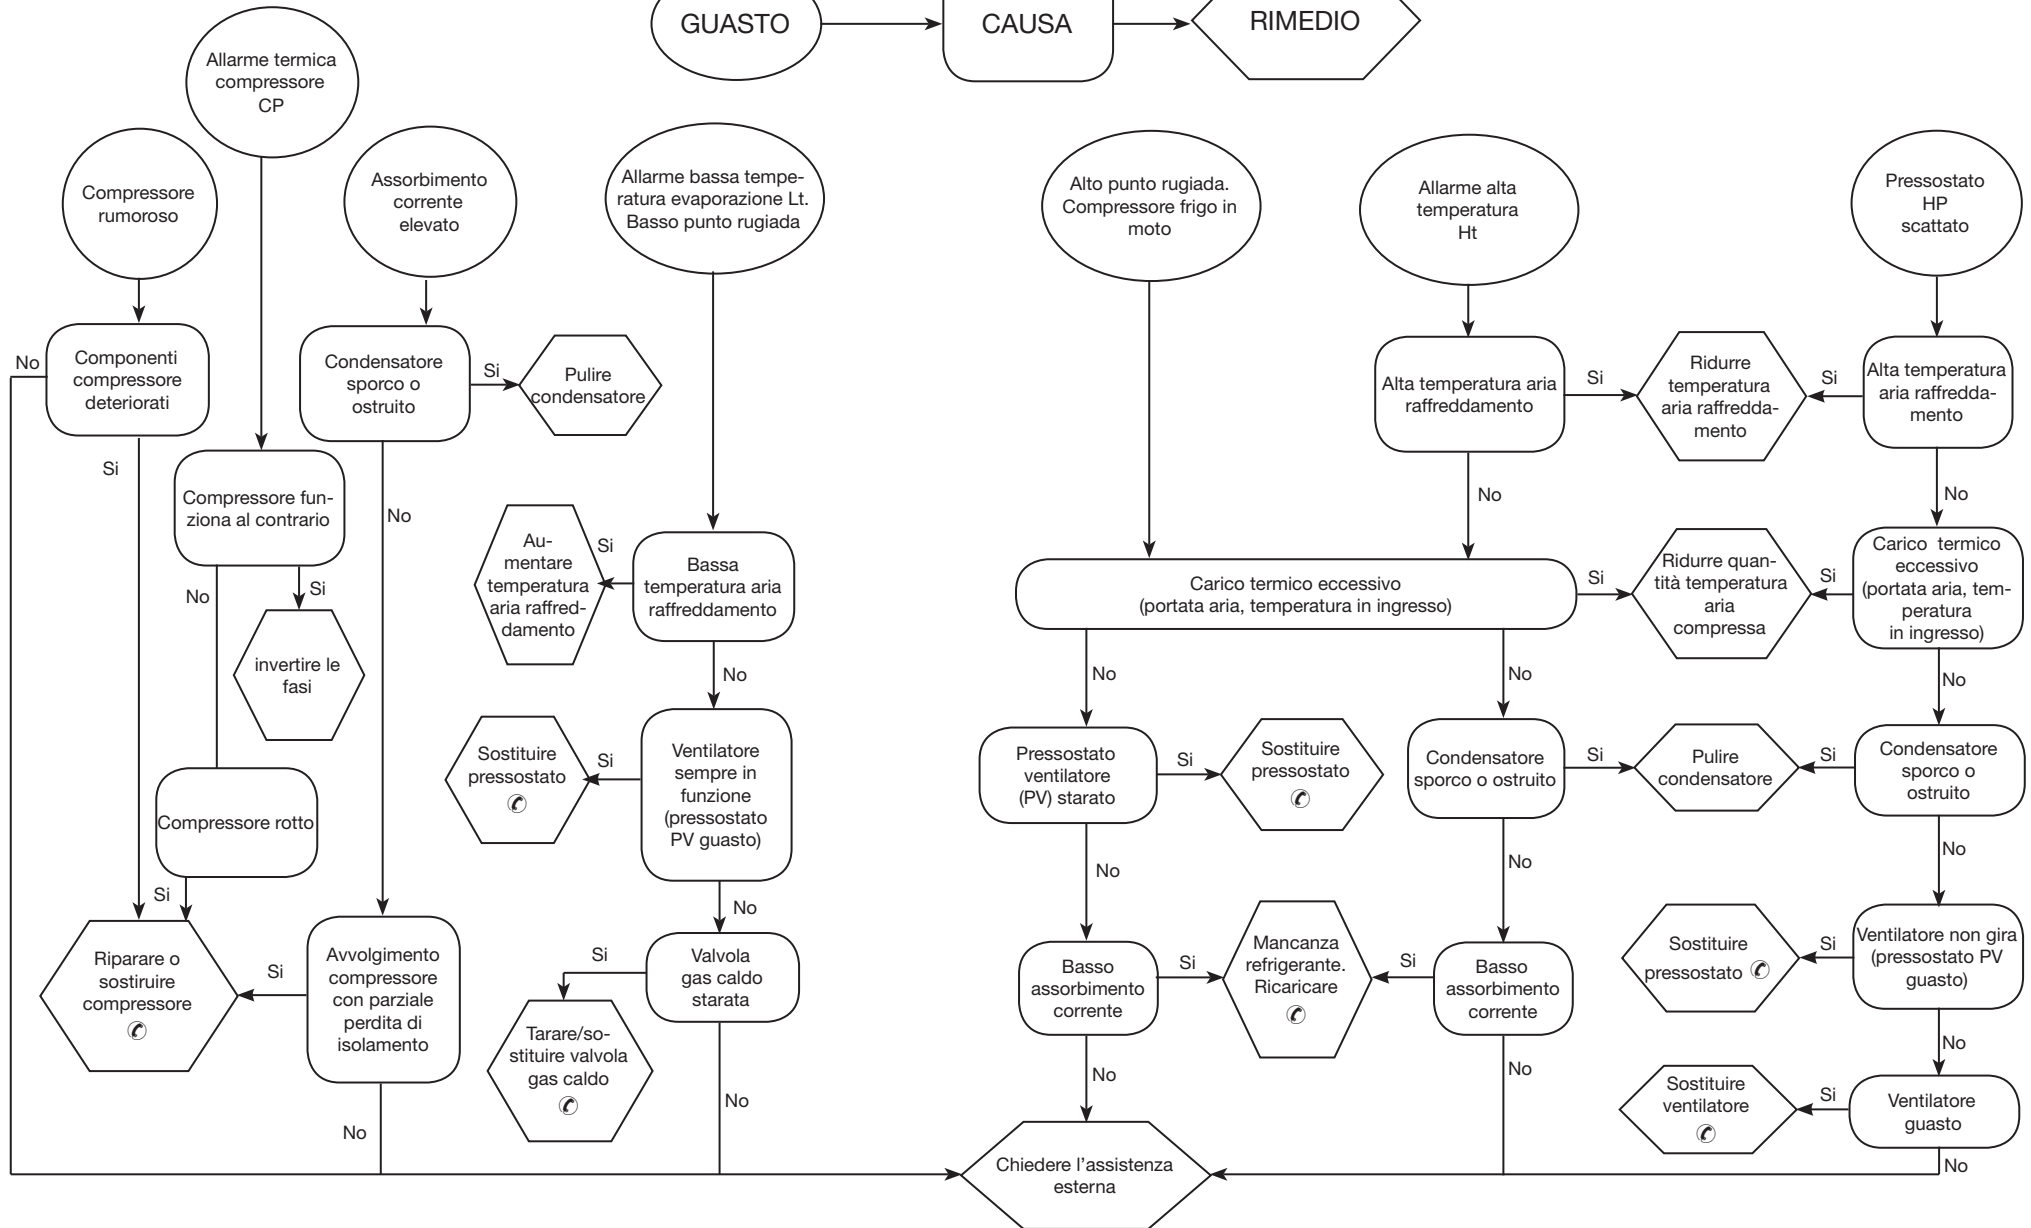 GUASTO
CAUSA
RIMEDIO
Allarme termica
compressore
CP
Compressore
rumoroso
Assorbimento
corrente
elevato
Allarme bassa tempe-
ratura evaporazione Lt.
Basso punto rugiada
Alto punto rugiada.
Compressore frigo in
moto
Allarme alta
temperatura
Ht
Pressostato
HP
scattato
No
Componenti
compressore
deteriorati
Si
Condensatore
sporco o
ostruito
Si
Pulire
condensatore
No
Compressore fun-
ziona al contrario
No
Si
invertire le
fasi
Compressore rotto
Si
Riparare o
sostiruire
compressore
✆
Si
Avvolgimento
compressore
con parziale
perdita di
isolamento
No
Au-
mentare
temperatura
aria raffred-
damento
Si
Bassa
temperatura aria
raffreddamento
No
Sostituire
pressostato
✆
Si
Ventilatore
sempre in
funzione
(pressostato
PV guasto)
No
Si
Valvola
gas caldo
starata
Tarare/so-
stituire valvola
gas caldo
✆
No
Alta temperatura aria
raffreddamento
Si
Ridurre
temperatura
aria raffredda-
mento
Si
Alta temperatura
aria raffredda-
mento
No
No
Carico termico eccessivo
(portata aria, temperatura in ingresso)
Si
Ridurre quan-
tità temperatura
aria
compressa
Si
Carico termico
eccessivo
(portata aria, tem-
peratura
in ingresso)
No
No
No
Pressostato
ventilatore
(PV) starato
Si
Sostituire
pressostato
✆
Condensatore
sporco o ostruito
Si
Pulire
condensatore
Si
Condensatore
sporco o
ostruito
No
No
No
Basso
assorbimento
corrente
Si
Mancanza
refrigerante.
Ricaricare
✆
Si
Basso
assorbimento
corrente
Sostituire
pressostato ✆
Si
Ventilatore non gira
(pressostato PV
guasto)
No
No
No
Sostituire
ventilatore
✆
Si
Ventilatore
guasto
No
Chiedere l'assistenza
esterna